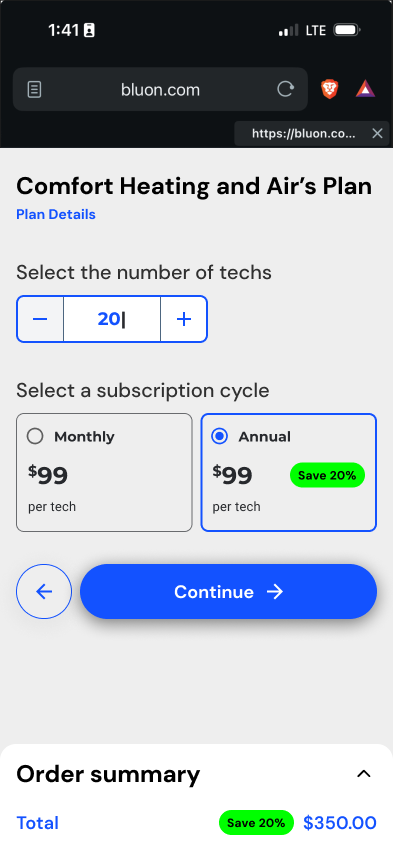 1:41
LTE
bluon.com
https://bluon.co...
Comfort Heating and Air’s Plan
Plan Details
Select the number of techs
20
Select a subscription cycle
Monthly
$99
per tech
Annual
$99
Save 20%
per tech
Continue
Order summary
Total
Save 20%
$350.00